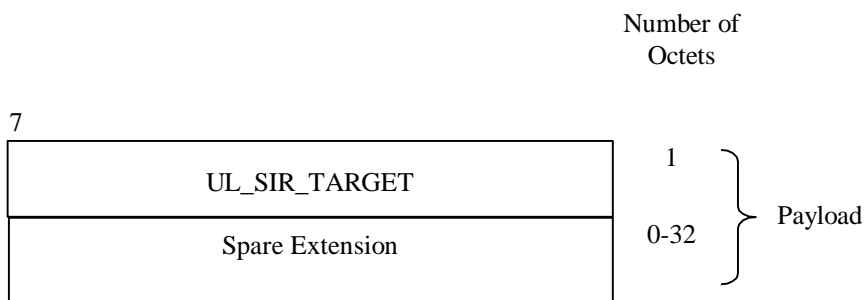 Number of
Octets
7
UL_SIR_TARGET
1
Spare Extension
0-32
Payload